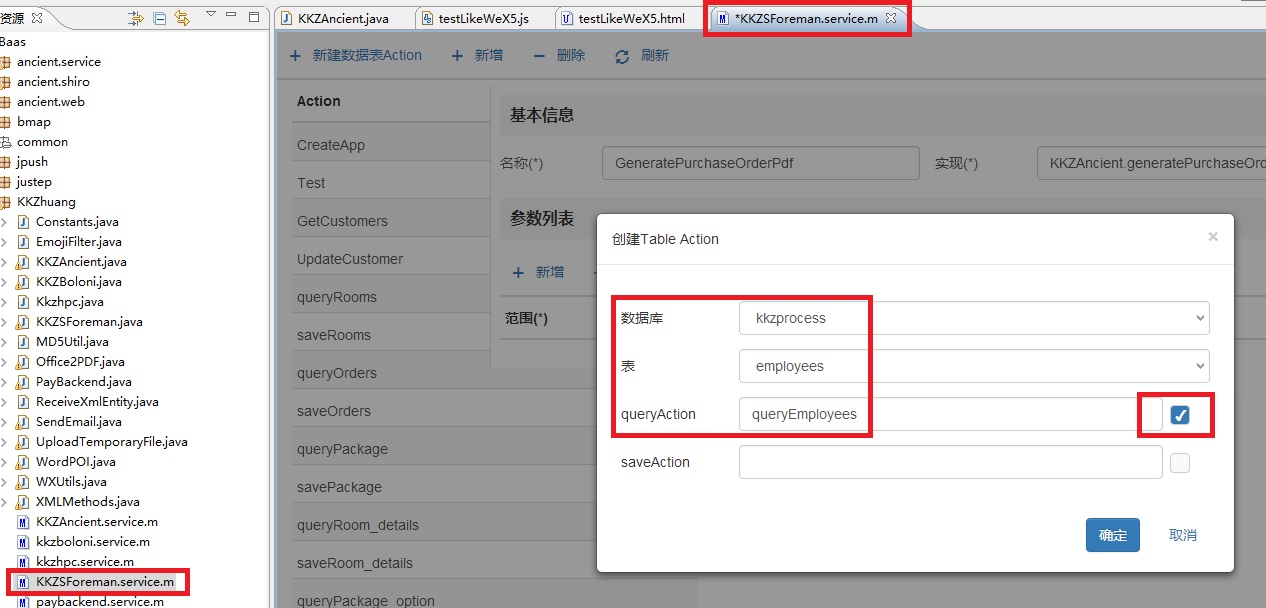 资源
Baas
ancient.service
ancient.shiro
ancient.web
bmap
common
jpush
justep
KKZhuang
Constants.java
EmojiFilter.java
KKZAncient.java
KKZBoloni.java
Kkzhpc.java
KKZSForeman.java
MD5Util.java
Office2PDF.java
PayBackend.java
ReceiveXmlEntity.java
SendEmail.java
UploadTemporaryFile.java
WordPOI.java
WXUtils.java
XMLMethods.java
KKZAncient.service.m
kkzboloni.service.m
kkzhpc.service.m
KKZSForeman.service.m
paybackend.service.m
KKZAncient.java testLikeWeX5.js testLikeWeX5.html *KKZSForeman.service.m
新建数据表Action 新增 删除 刷新
Action
CreateApp
Test
GetCustomers
UpdateCustomer
queryRooms
saveRooms
queryOrders
saveOrders
queryPackage
savePackage
queryRoom_details
saveRoom_details
queryPackage_option
基本信息
名称(*) GeneratePurchaseOrderPdf 实现(*) KKZAncient.generatePurchaseOrd
参数列表
新增
范围(*)
创建Table Action ×
数据库 kkzprocess
表 employees
queryAction queryEmployees
saveAction
确定 取消